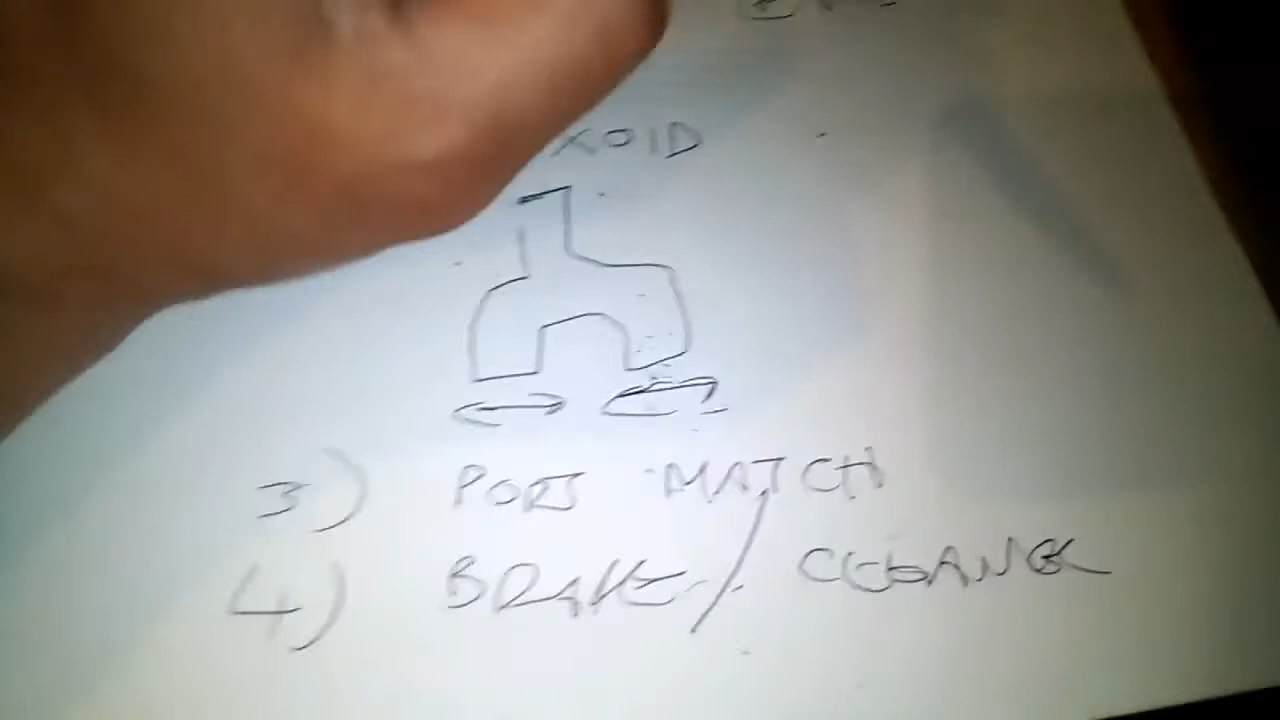 XOID
3) PORT MATCH
4) BRAKE / CLEANER